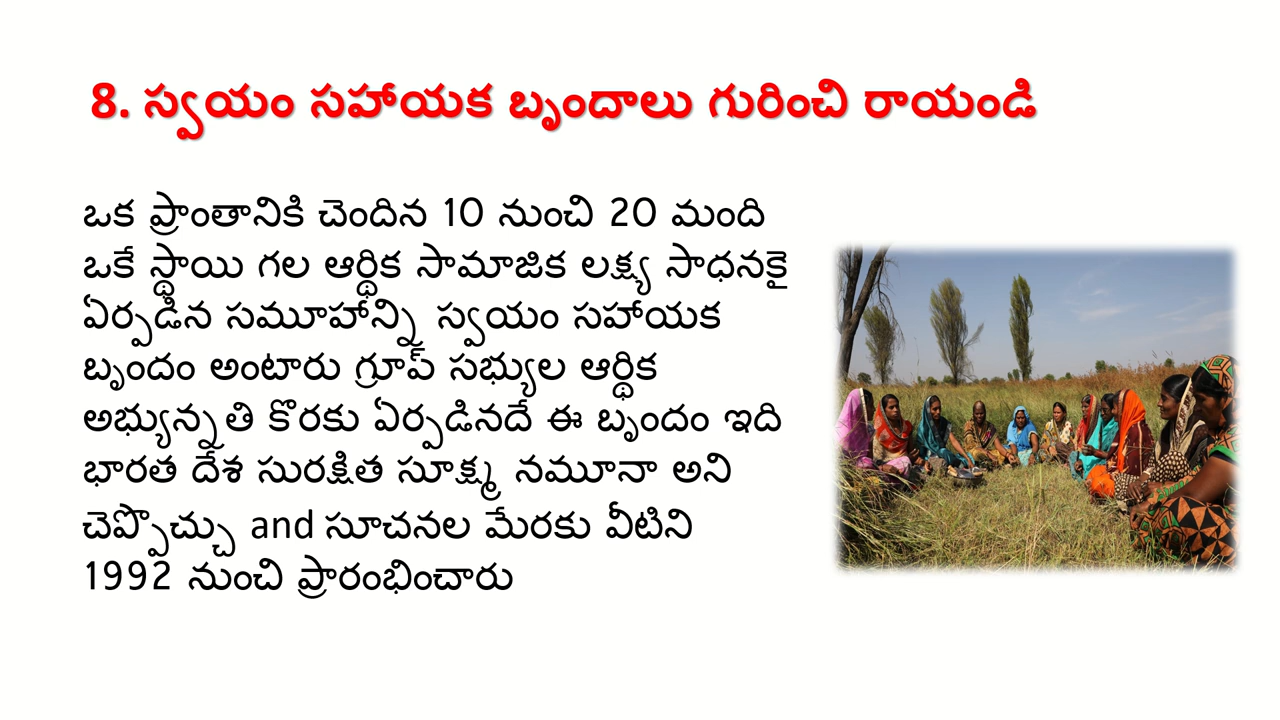 8. స్వయం సహాయక బృందాలు గురించి రాయండి
ఒక ప్రాంతానికి చెందిన 10 నుంచి 20 మంది
ఒకే స్థాయి గల ఆర్థిక సామాజిక లక్ష్య సాధనకై
ఏర్పడిన సమూహాన్ని స్వయం సహాయక
బృందం అంటారు గ్రూప్ సభ్యుల ఆర్థిక
అభ్యున్నతి కొరకు ఏర్పడినదే ఈ బృందం ఇది
భారత దేశ సురక్షిత సూక్ష్మ నమూనా అని
చెప్పొచ్చు and సూచనల మేరకు వీటిని
1992 నుంచి ప్రారంభించారు